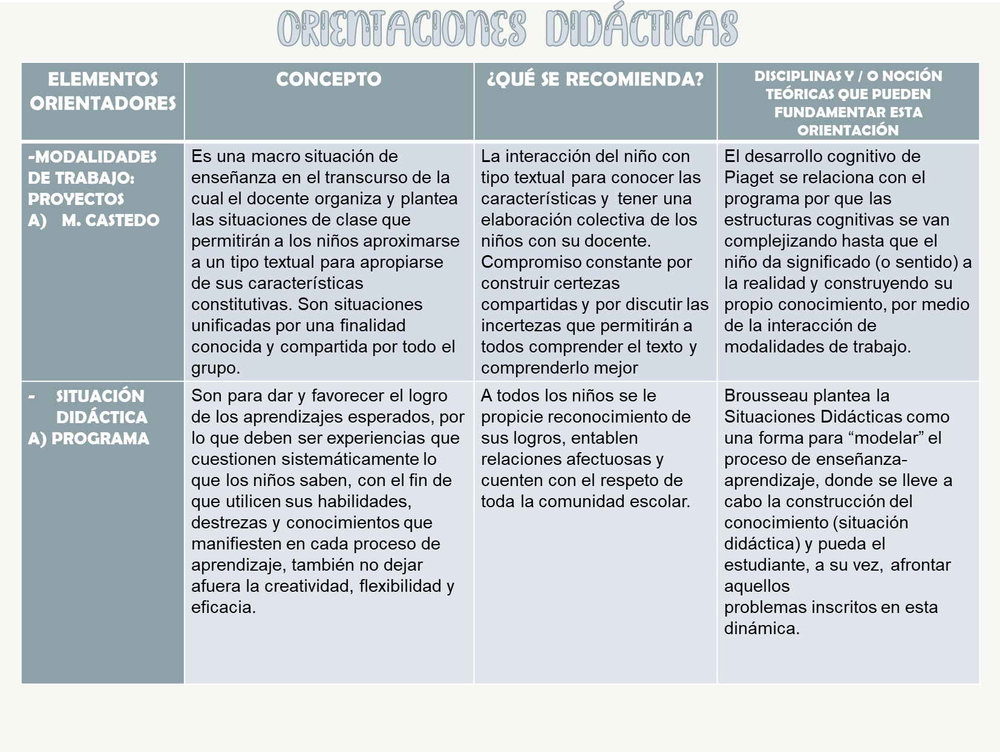 ORIENTACIONES DIDÁCTICAS
ELEMENTOS
ORIENTADORES
CONCEPTO
¿QUÉ SE RECOMIENDA?
DISCIPLINAS Y / O NOCIÓN
TEÓRICAS QUE PUEDEN
FUNDAMENTAR ESTA
ORIENTACIÓN
-MODALIDADES
DE TRABAJO:
PROYECTOS
A) M. CASTEDO
Es una macro situación de
enseñanza en el transcurso de la
cual el docente organiza y plantea
las situaciones de clase que
permitirán a los niños aproximarse
a un tipo textual para apropiarse
de sus características
constitutivas. Son situaciones
unificadas por una finalidad
conocida y compartida por todo el
grupo.
La interacción del niño con
tipo textual para conocer las
características y tener una
elaboración colectiva de los
niños con su docente.
Compromiso constante por
construir certezas
compartidas y por discutir las
incertezas que permitirán a
todos comprender el texto y
comprenderlo mejor
El desarrollo cognitivo de
Piaget se relaciona con el
programa por que las
estructuras cognitivas se van
complejizando hasta que el
niño da significado (o sentido) a
la realidad y construyendo su
propio conocimiento, por medio
de la interacción de
modalidades de trabajo.
- SITUACIÓN
DIDÁCTICA
A) PROGRAMA
Son para dar y favorecer el logro
de los aprendizajes esperados, por
lo que deben ser experiencias que
cuestionen sistemáticamente lo
que los niños saben, con el fin de
que utilicen sus habilidades,
destrezas y conocimientos que
manifiesten en cada proceso de
aprendizaje, también no dejar
afuera la creatividad, flexibilidad y
eficacia.
A todos los niños se le
propicie reconocimiento de
sus logros, entablen
relaciones afectuosas y
cuenten con el respeto de
toda la comunidad escolar.
Brousseau plantea la
Situaciones Didácticas como
una forma para “modelar” el
proceso de enseñanza-
aprendizaje, donde se lleve a
cabo la construcción del
conocimiento (situación
didáctica) y pueda el
estudiante, a su vez, afrontar
aquellos
problemas inscritos en esta
dinámica.